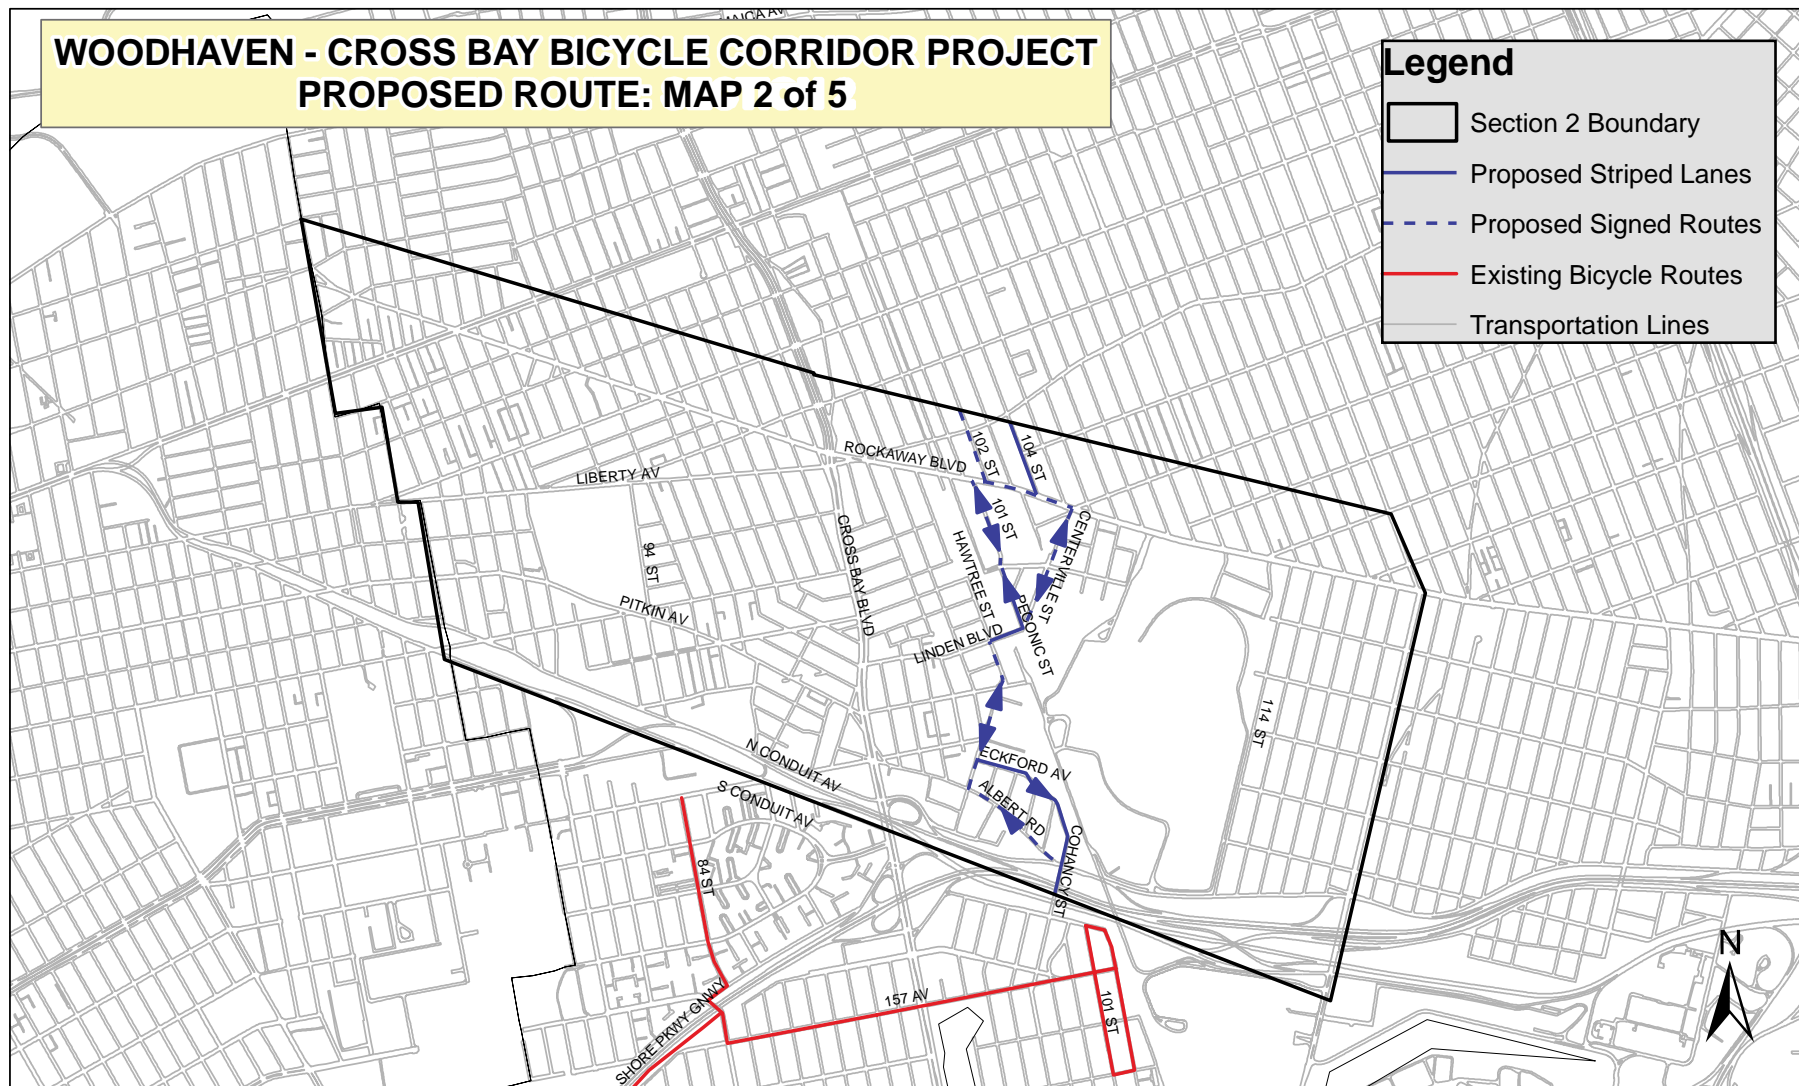 WOODHAVEN - CROSS BAY BICYCLE CORRIDOR PROJECT
PROPOSED ROUTE: MAP 2 of 5
Legend
Section 2 Boundary
Proposed Striped Lanes
Proposed Signed Routes
Existing Bicycle Routes
Transportation Lines
ROCKAWAY BLVD
102 ST
104 ST
LIBERTY AV
101 ST
CENTERVILLE ST
CROSS BAY BLVD
HAWTREE ST
94 ST
PITKIN AV
PECONIC ST
LINDEN BLVD
114 ST
N CONDUIT AV
S CONDUIT AV
ECKFORD AV
ALBERT RD
COHANCY ST
84 ST
SHORE PKWY GNWY
157 AV
101 ST
N